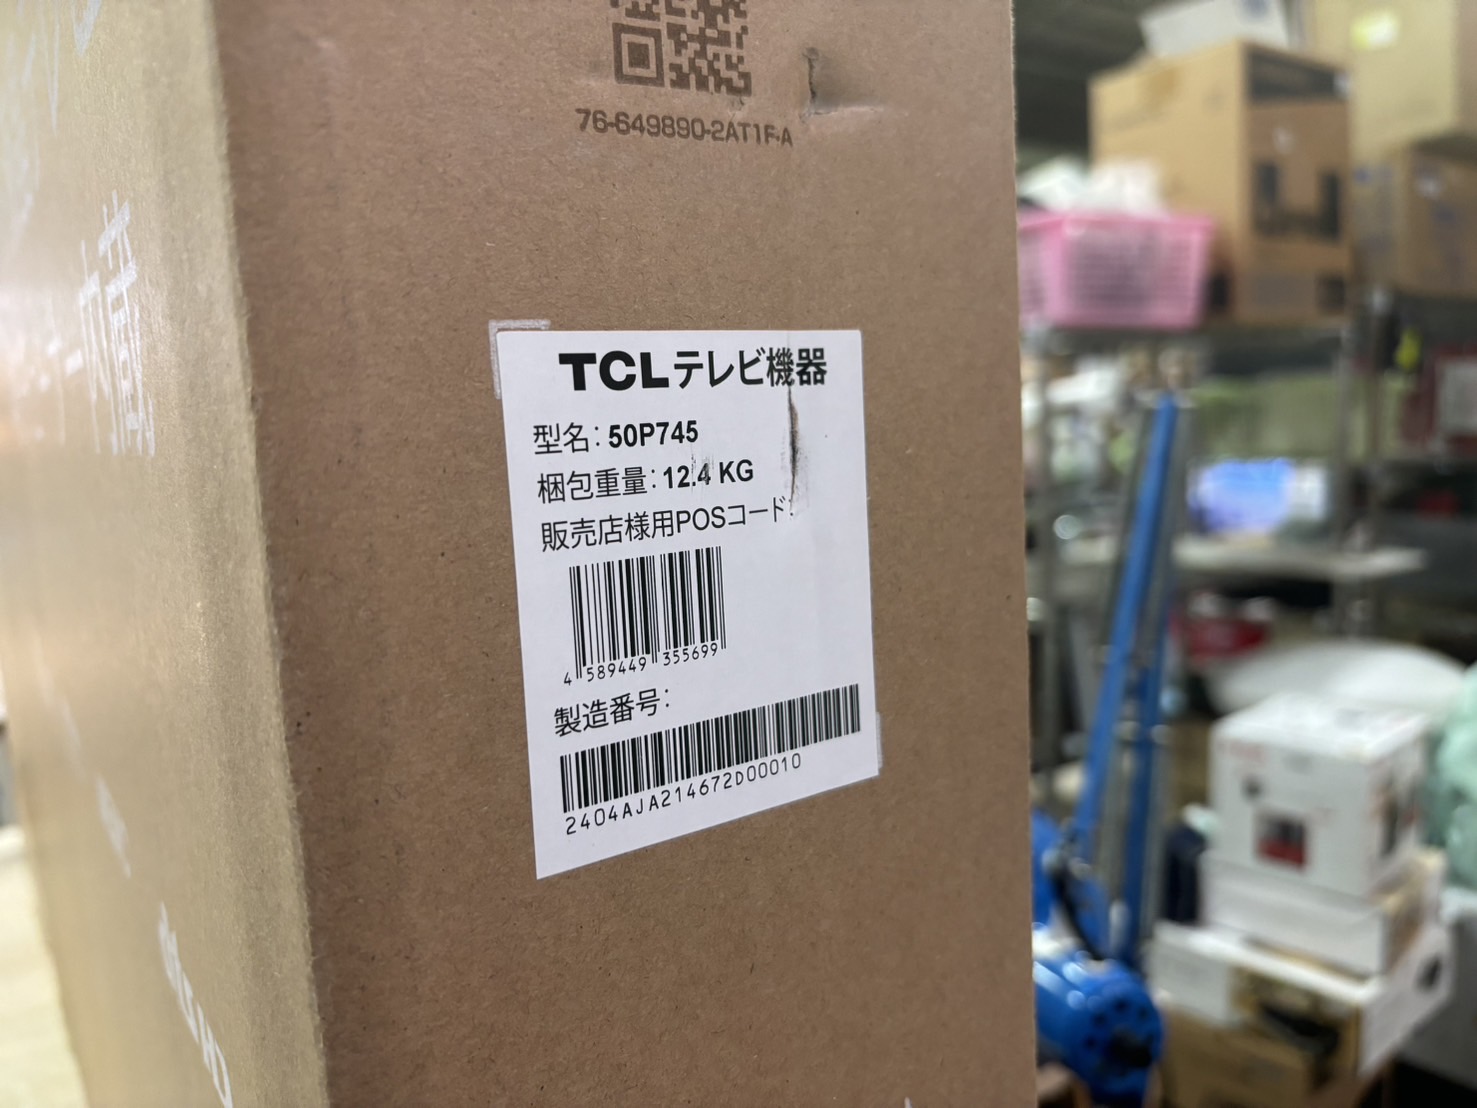 76-649890-2AT1F-A
TCLテレビ機器
型名: 50P745
梱包重量: 12.4 KG
販売店様用POSコード:
4 589449 355699
製造番号:
2404AJA214672D00010